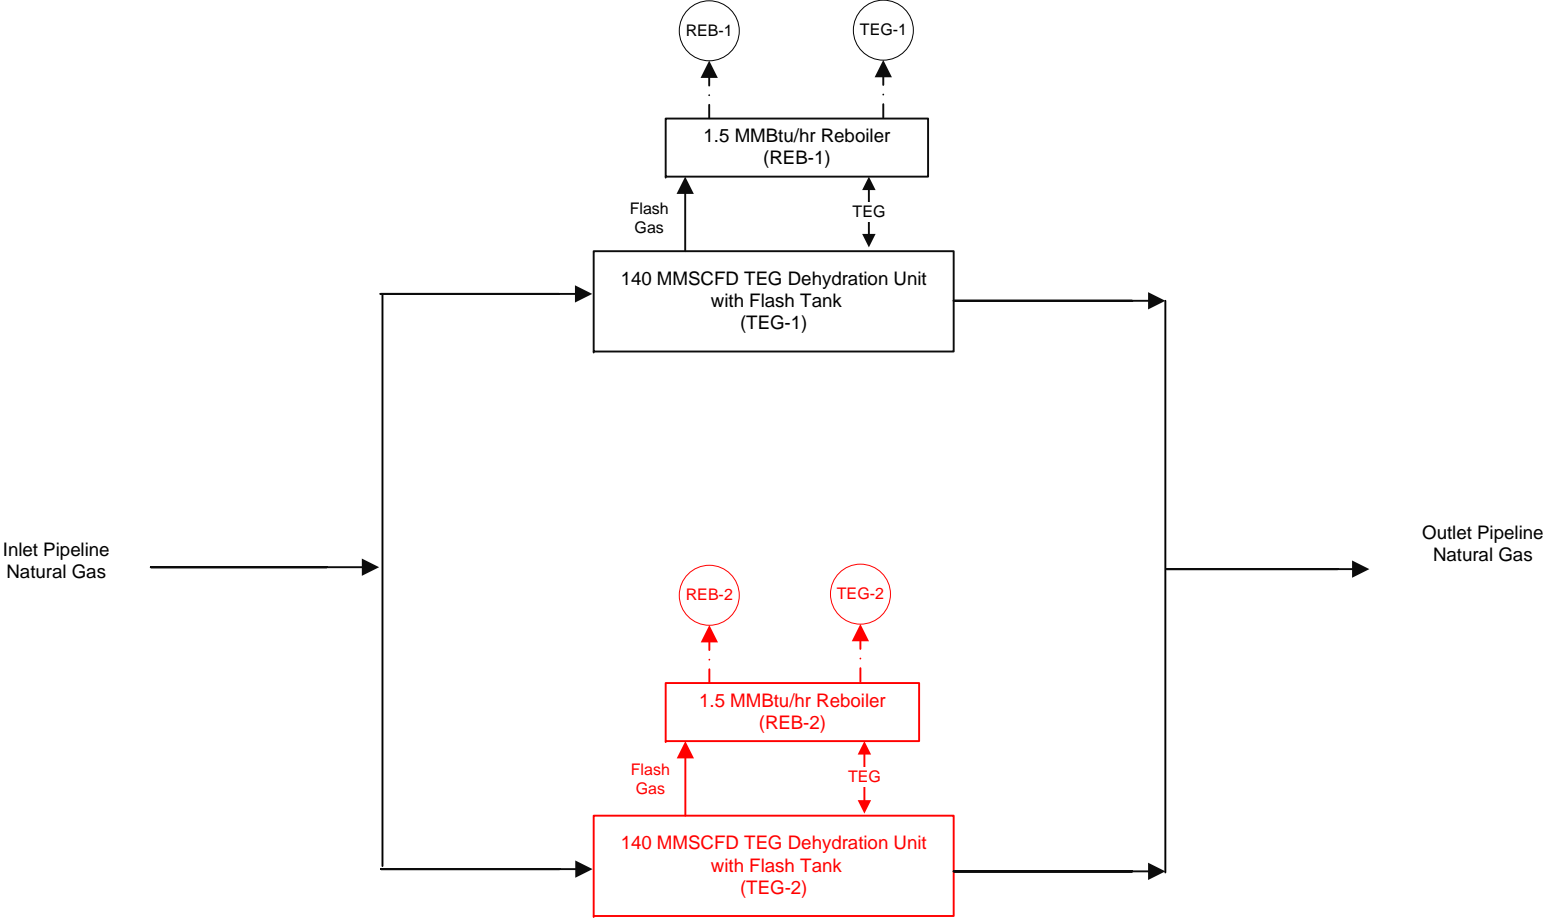 REB-1
TEG-1
1.5 MMBtu/hr Reboiler
(REB-1)
Flash
Gas
TEG
140 MMSCFD TEG Dehydration Unit
with Flash Tank
(TEG-1)
Inlet Pipeline
Natural Gas
Outlet Pipeline
Natural Gas
REB-2
TEG-2
1.5 MMBtu/hr Reboiler
(REB-2)
Flash
Gas
TEG
140 MMSCFD TEG Dehydration Unit
with Flash Tank
(TEG-2)